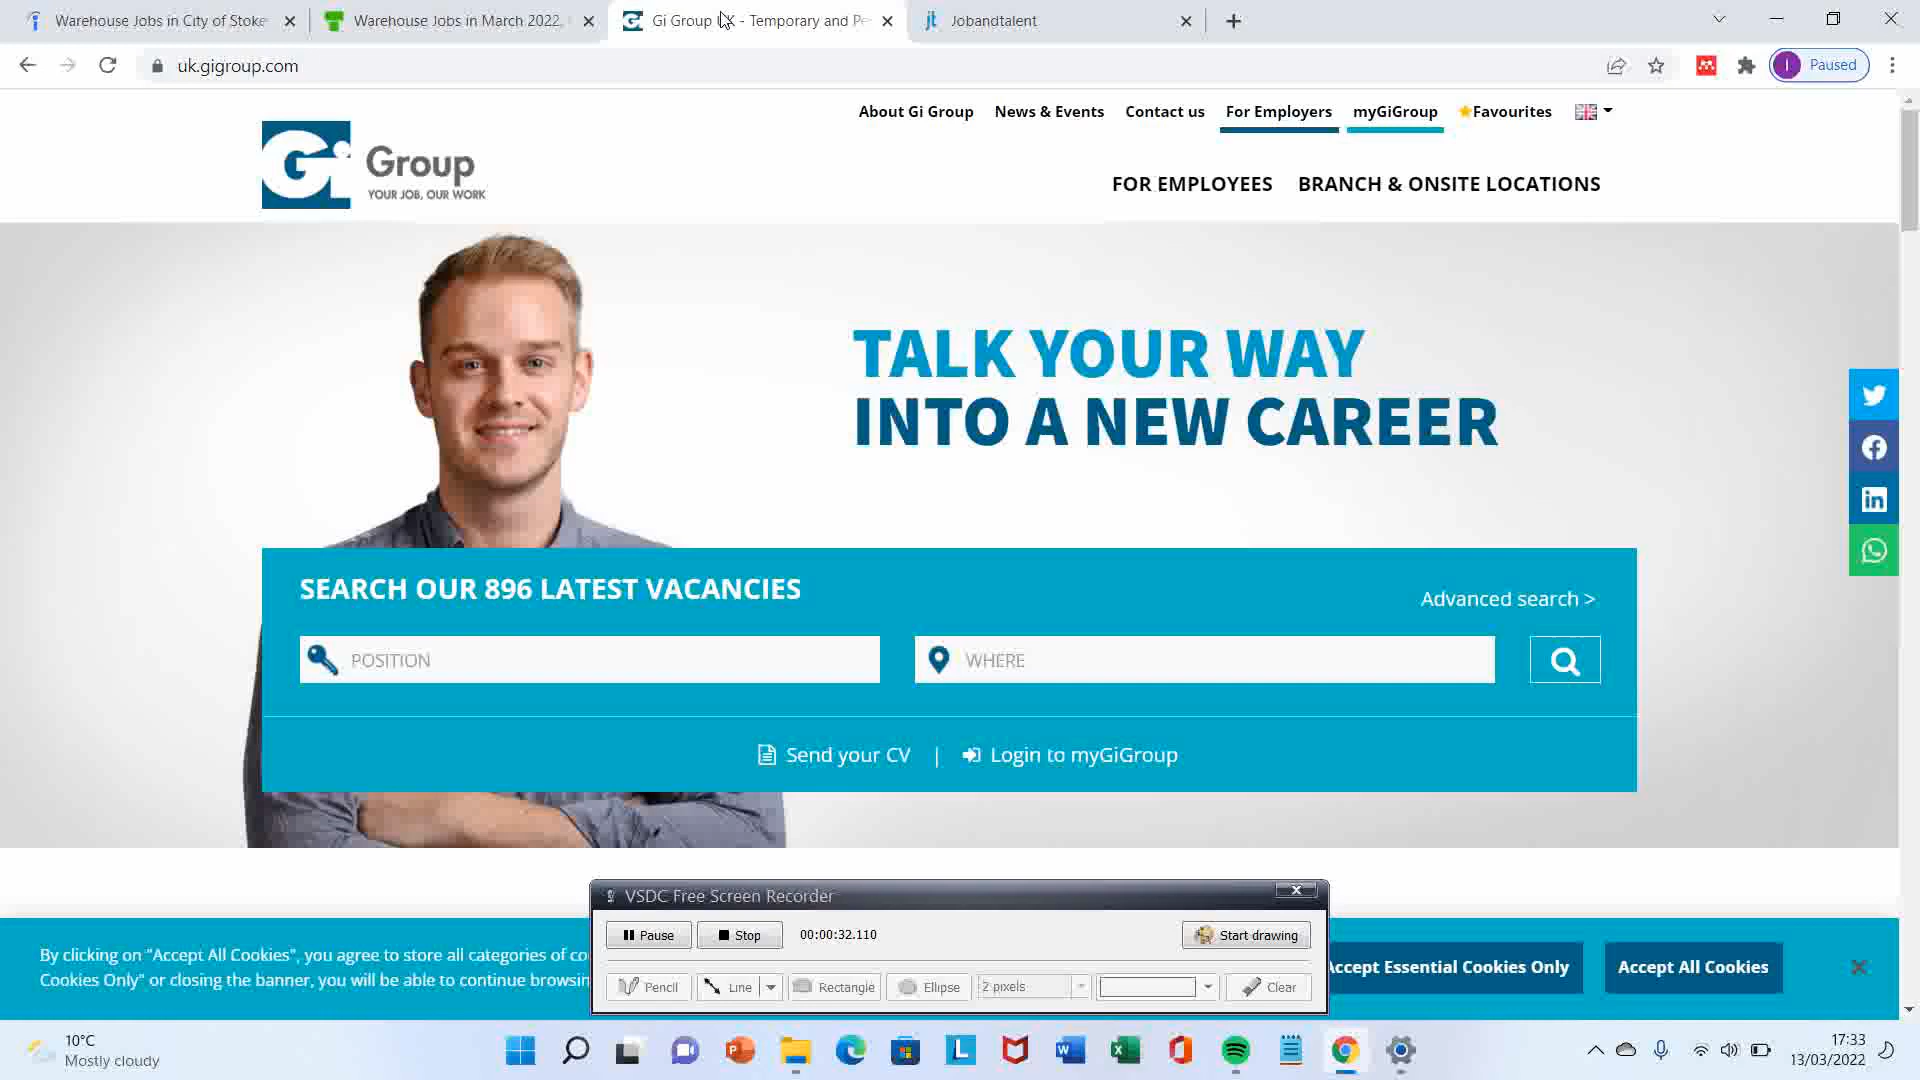 Warehouse Jobs in City of Stoke
Warehouse Jobs in March 2022,
Gi Group UK - Temporary and Pe
jt Jobandtalent
uk.gigroup.com
I Paused
About Gi Group
News & Events
Contact us
For Employers
myGiGroup
Favourites
Gi Group
YOUR JOB, OUR WORK
FOR EMPLOYEES
BRANCH & ONSITE LOCATIONS
TALK YOUR WAY
INTO A NEW CAREER
SEARCH OUR 896 LATEST VACANCIES
Advanced search >
POSITION
WHERE
Send your CV | Login to myGiGroup
VSDC Free Screen Recorder
Pause
Stop
00:00:32.110
Start drawing
Pencil
Line
Rectangle
Ellipse
2 pixels
Clear
By clicking on "Accept All Cookies", you agree to store all categories of co
Cookies Only" or closing the banner, you will be able to continue browsin
Accept Essential Cookies Only
Accept All Cookies
10°C
Mostly cloudy
17:33
13/03/2022